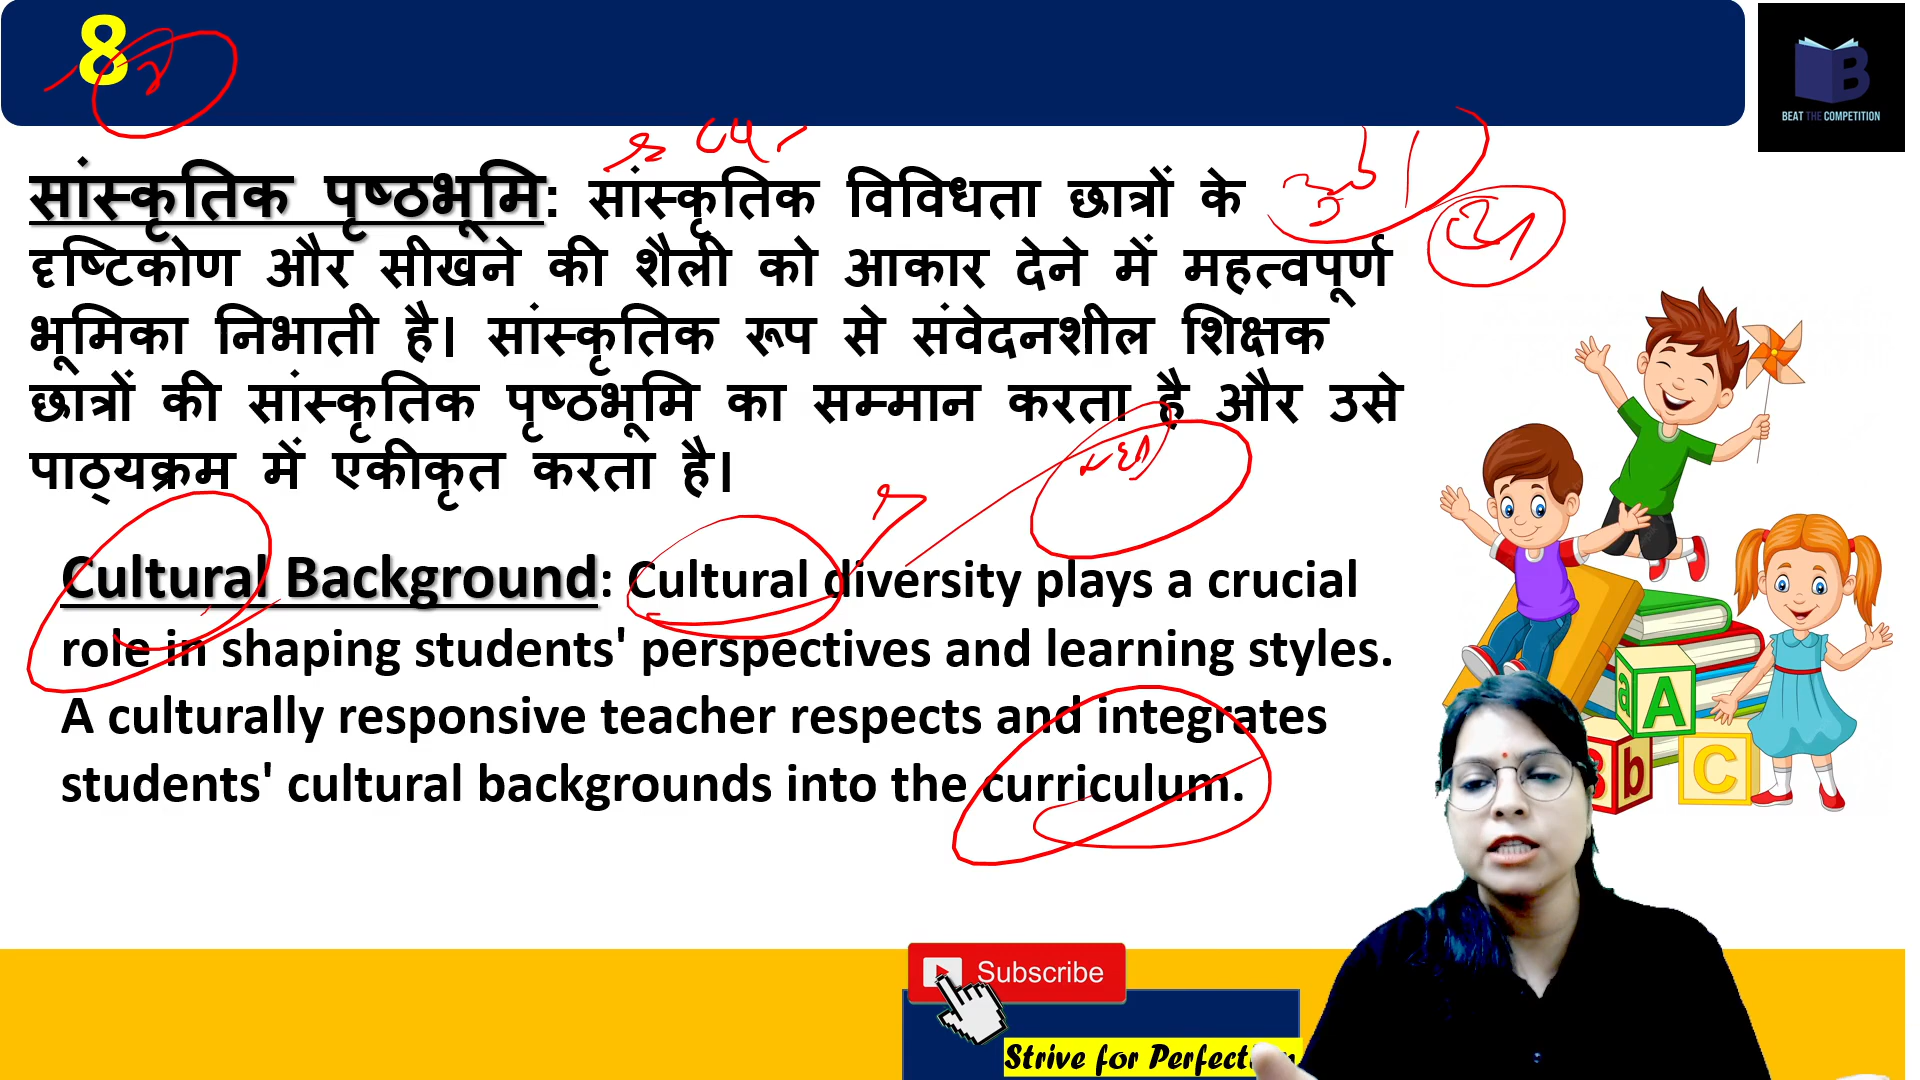 8
BEAT THE COMPETITION
सांस्कृतिक पृष्ठभूमि: सांस्कृतिक विविधता छात्रों के
दृष्टिकोण और सीखने की शैली को आकार देने में महत्वपूर्ण
भूमिका निभाती है। सांस्कृतिक रूप से संवेदनशील शिक्षक
छात्रों की सांस्कृतिक पृष्ठभूमि का सम्मान करता है और उसे
पाठ्यक्रम में एकीकृत करता है।
Cultural Background: Cultural diversity plays a crucial
role in shaping students' perspectives and learning styles.
A culturally responsive teacher respects and integrates
students' cultural backgrounds into the curriculum.
a A
B b C
Subscribe
Strive for